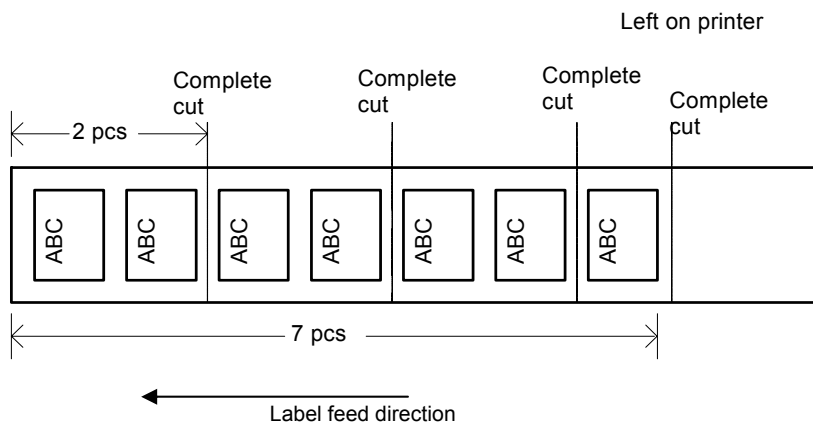 Left on printer
Complete
cut
Complete
cut
Complete
cut
Complete
cut
2 pcs
ABC
ABC
ABC
ABC
ABC
ABC
ABC
7 pcs
Label feed direction